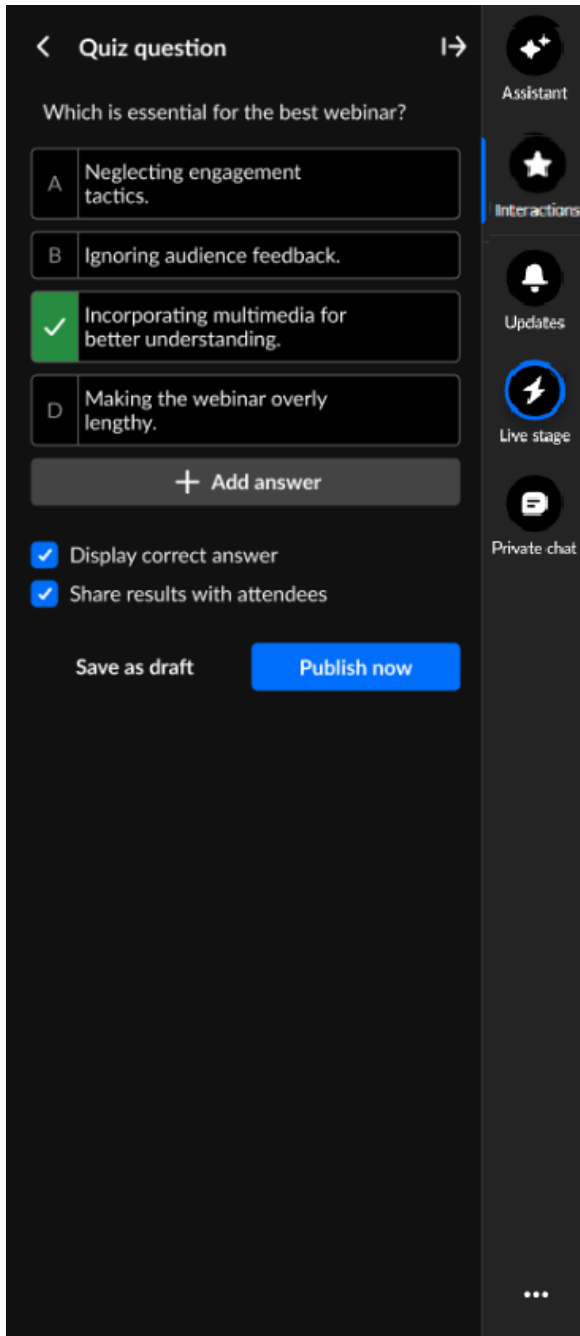 Quiz question
Which is essential for the best webinar?
A
Neglecting engagement
tactics.
B
Ignoring audience feedback.
Incorporating multimedia for
better understanding.
D
Making the webinar overly
lengthy.
+ Add answer
Display correct answer
Share results with attendees
Save as draft
Publish now
Assistant
Interactions
Updates
Live stage
Private chat